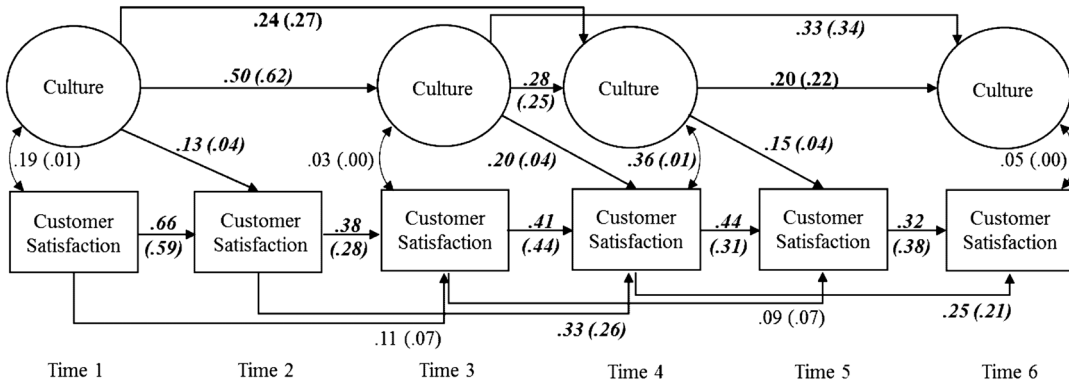 .24 (.27)
.33 (.34)
Culture
.50 (.62)
Culture
.28
(.25)
Culture
.20 (.22)
Culture
.13 (.04)
.20 (.04)
.15 (.04)
.19 (.01)
.03 (.00)
.36 (.01)
.05 (.00)
Customer
Satisfaction
.66
(.59)
Customer
Satisfaction
.38
(.28)
Customer
Satisfaction
.41
(.44)
Customer
Satisfaction
.44
(.31)
Customer
Satisfaction
.32
(.38)
Customer
Satisfaction
.11 (.07)
.33 (.26)
.09 (.07)
.25 (.21)
Time 1
Time 2
Time 3
Time 4
Time 5
Time 6